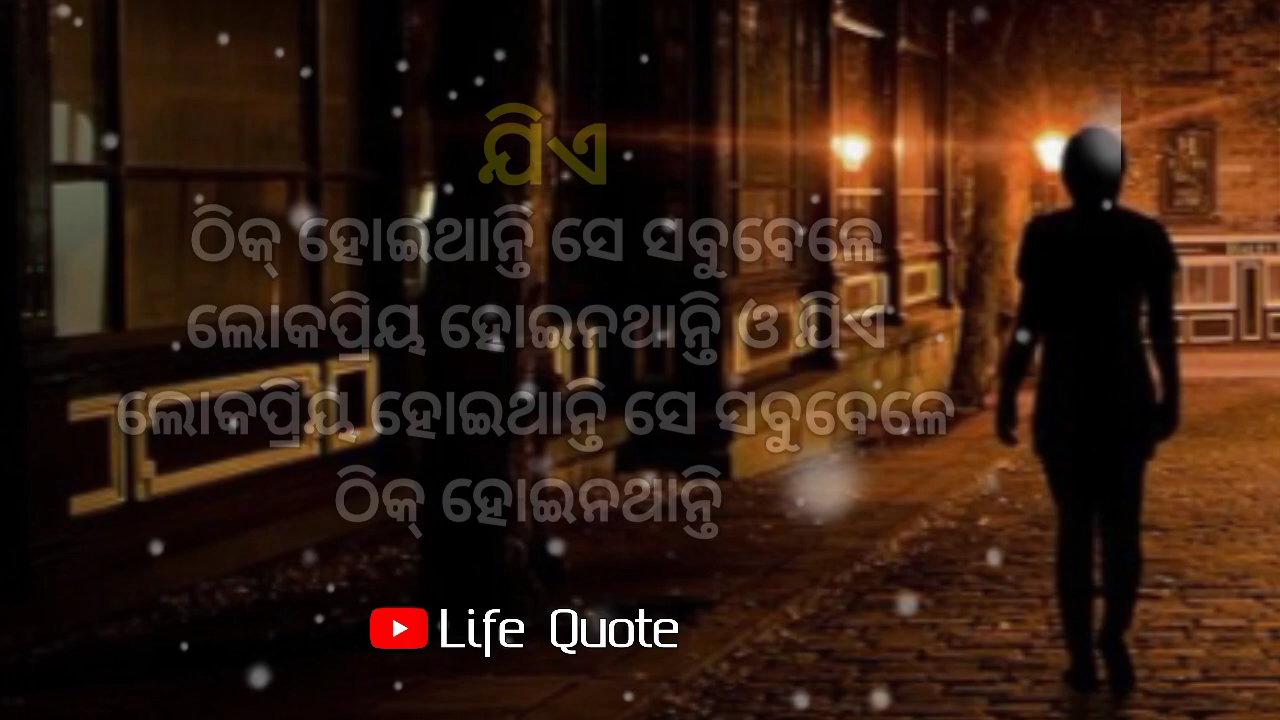 ଯିଏ
ଠିକ୍ ହୋଇଥାନ୍ତି ସେ ସବୁବେଳେ
ଲୋକପ୍ରିୟ ହୋଇନଥାନ୍ତି ଓ ଯିଏ
ଲୋକପ୍ରିୟ ହୋଇଥାନ୍ତି ସେ ସବୁବେଳେ
ଠିକ୍ ହୋଇନଥାନ୍ତି
Life Quote